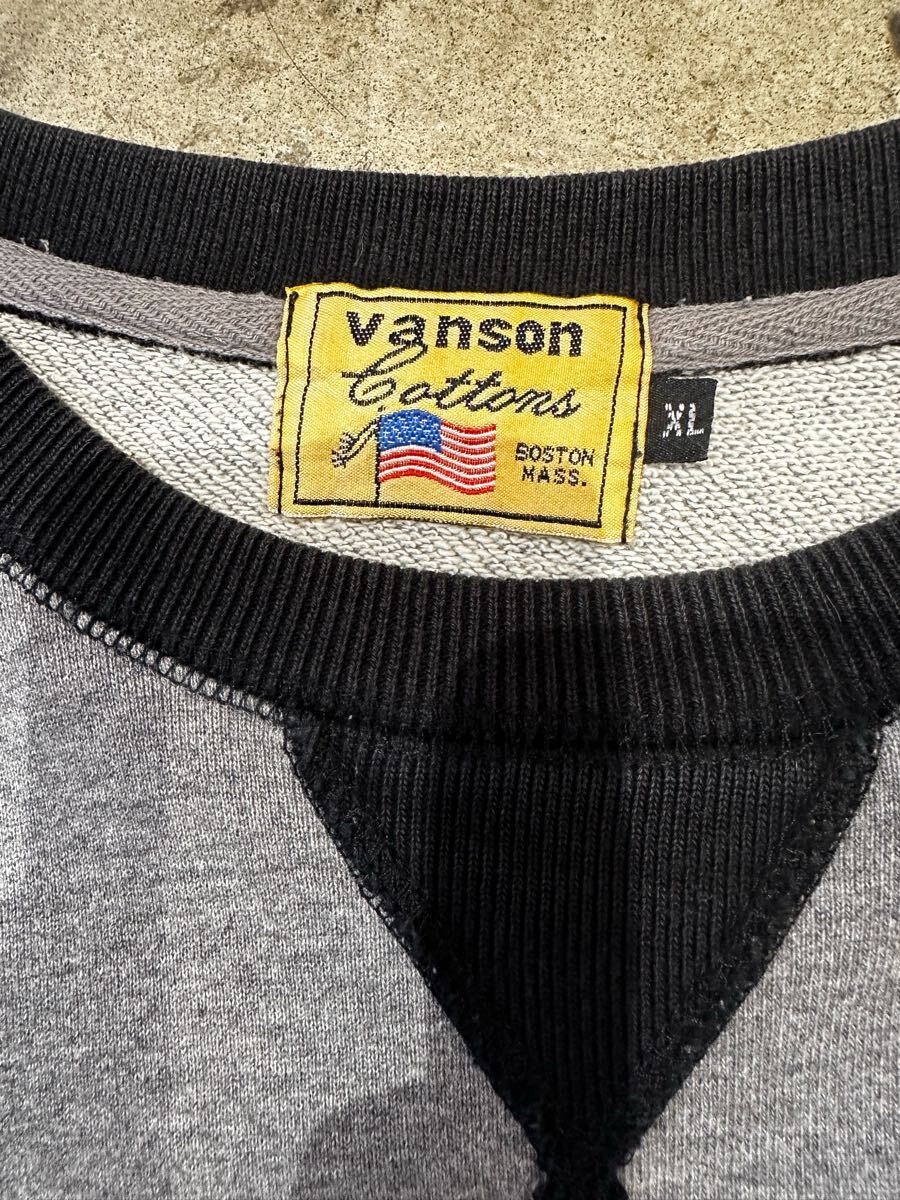 vanson
Cottons
BOSTON
MASS.
XL